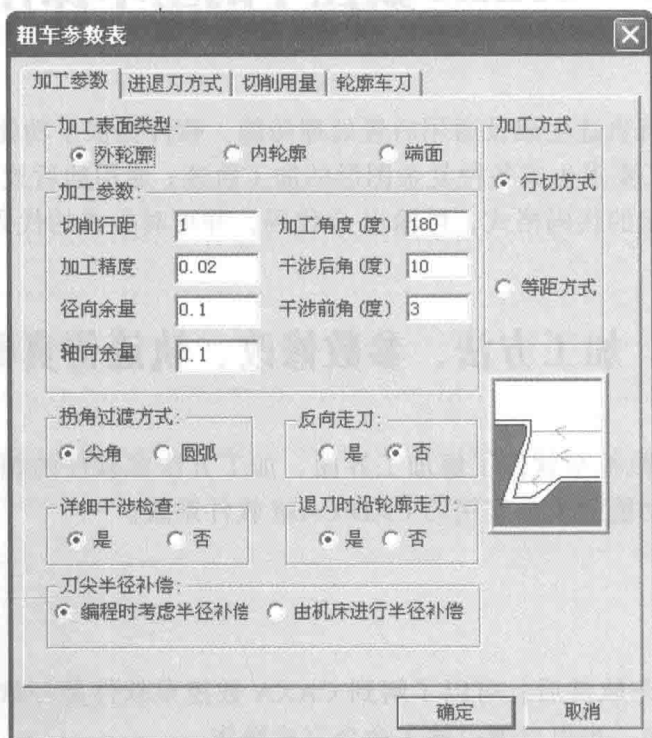 粗车参数表
加工参数 进退刀方式 切削用量 轮廓车刀
加工表面类型:
外轮廓 内轮廓 端面
加工方式
行切方式
等距方式
加工参数:
切削行距 1 加工角度(度) 180
加工精度 0.02 干涉后角(度) 10
径向余量 0.1 干涉前角(度) 3
轴向余量 0.1
拐角过渡方式:
尖角 圆弧
反向走刀:
是 否
详细干涉检查:
是 否
退刀时沿轮廓走刀:
是 否
刀尖半径补偿:
编程时考虑半径补偿 由机床进行半径补偿
确定 取消